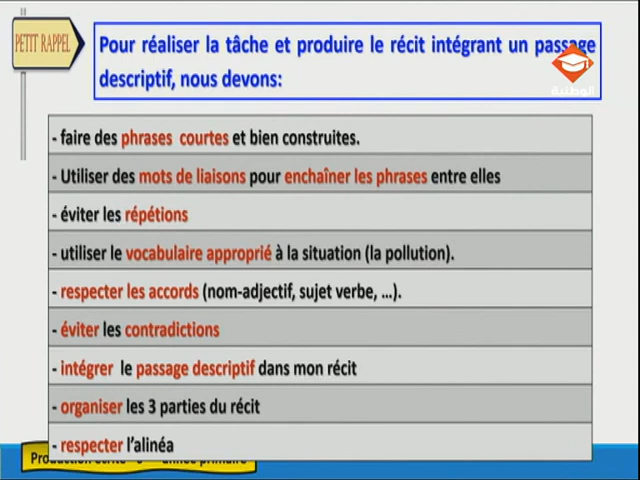 PETIT RAPPEL
Pour réaliser la tâche et produire le récit intégrant un passage
descriptif, nous devons:
الوطنية
- faire des phrases courtes et bien construites.
- Utiliser des mots de liaisons pour enchaîner les phrases entre elles
- éviter les répétions
- utiliser le vocabulaire approprié à la situation (la pollution).
- respecter les accords (nom-adjectif, sujet verbe, ...).
- éviter les contradictions
- intégrer le passage descriptif dans mon récit
- organiser les 3 parties du récit
- respecter l'alinéa
Production écrite année primaire